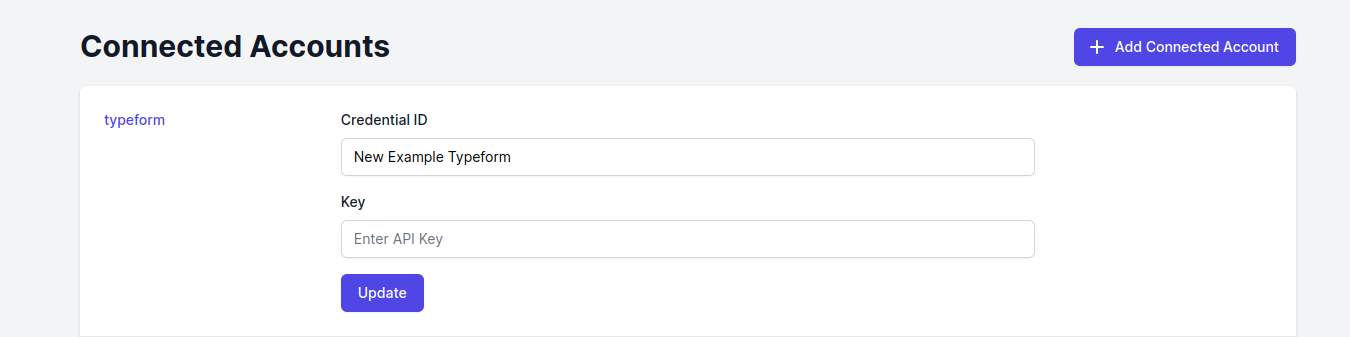 Connected Accounts
Add Connected Account
typeform
Credential ID
New Example Typeform
Key
Enter API Key
Update